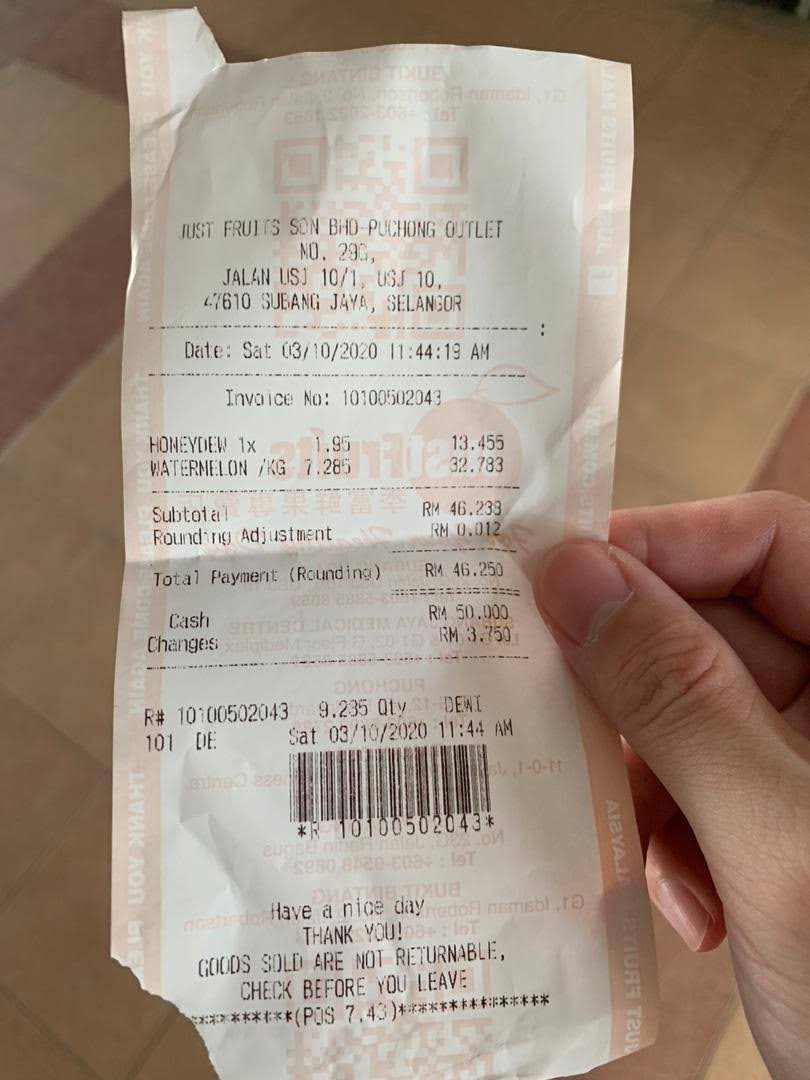 JUST FRUITS SDN BHD-PUCHONG OUTLET
NO. 29G,
JALAN USJ 10/1, USJ 10,
47610 SUBANG JAYA, SELANGOR
:
Date: Sat 03/10/2020 11:44:19 AM
Invoice No: 10100502043
HONEYDEW 1x 1.95 13.455
WATERMELON /KG 7.285 32.783
Subtotal RM 46.238
Rounding Adjustment RM 0.012
Total Payment (Rounding) RM 46.250
Cash RM 50.000
Changes RM 3.750
R# 10100502043 9.235 Qty DEWI
101 DE Sat 03/10/2020 11:44 AM
*R 10100502043*
Have a nice day
THANK YOU!
GOODS SOLD ARE NOT RETURNABLE,
CHECK BEFORE YOU LEAVE
**********(POS 7.43)***************